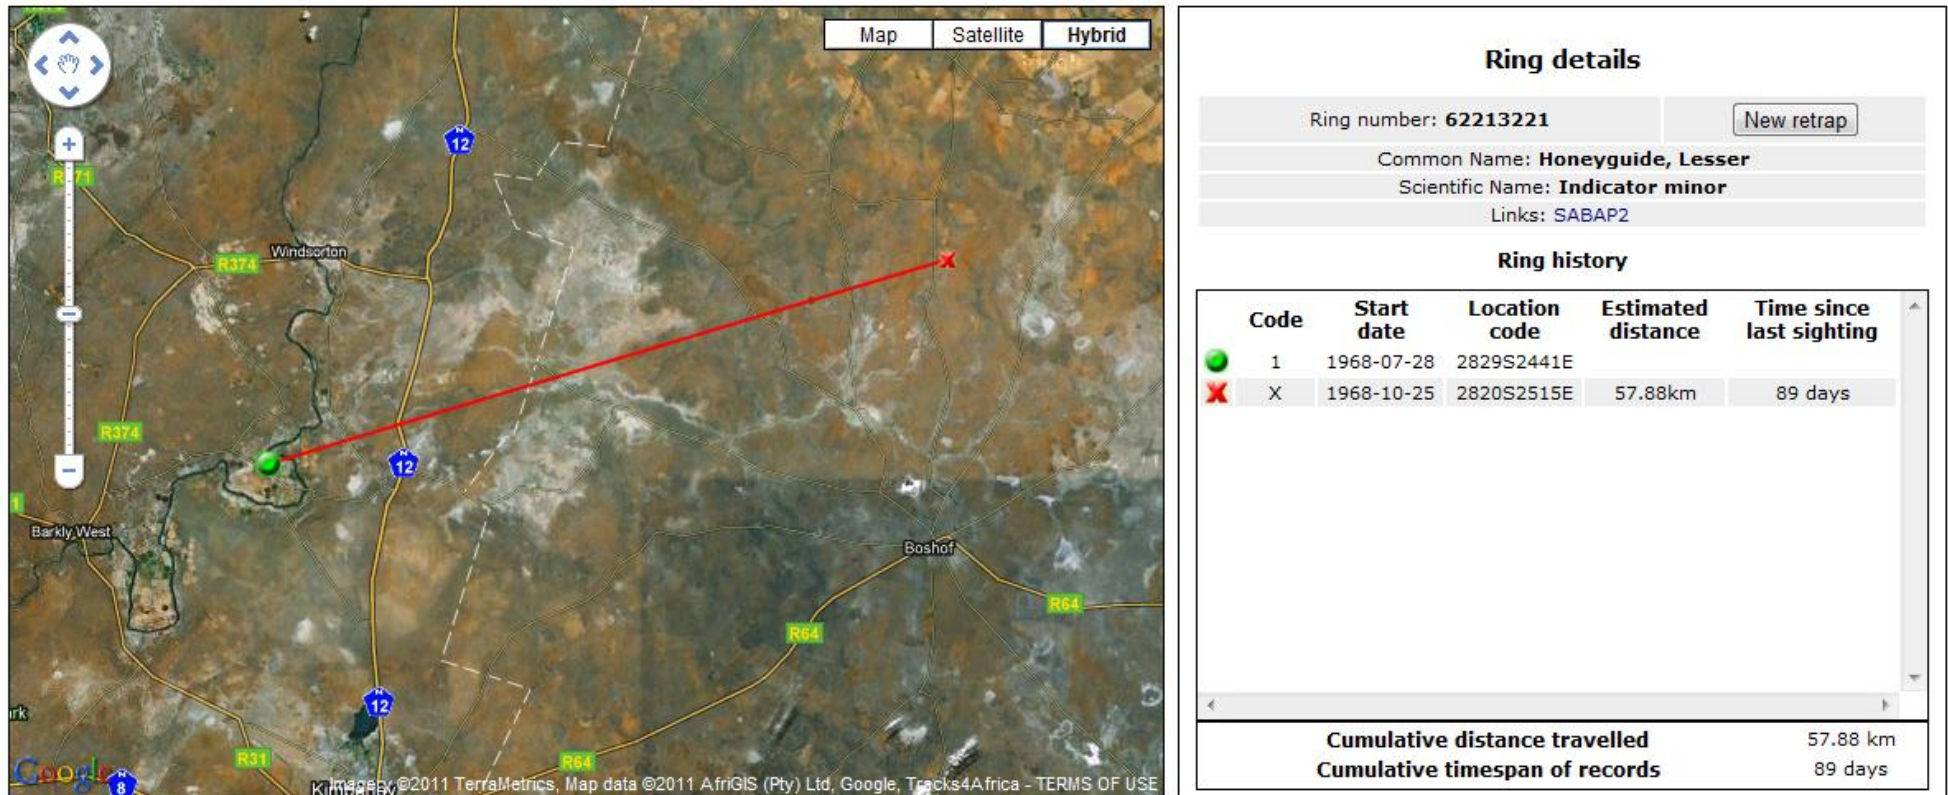 Map Satellite Hybrid
N
12
R371
Windsorton
R374
R374
N
12
1
Barkly West
Boshof
R64
R64
N
12
rk
R31
R64
Google
N
8
Imagery ©2011 TerraMetrics, Map data ©2011 AfriGIS (Pty) Ltd, Google, Tracks4Africa - TERMS OF USE
Ring details
Ring number: 62213221 New retrap
Common Name: Honeyguide, Lesser
Scientific Name: Indicator minor
Links: SABAP2
Ring history
Code Start date Location code Estimated distance Time since last sighting
1 1968-07-28 2829S2441E
X 1968-10-25 2820S2515E 57.88km 89 days
Cumulative distance travelled 57.88 km
Cumulative timespan of records 89 days